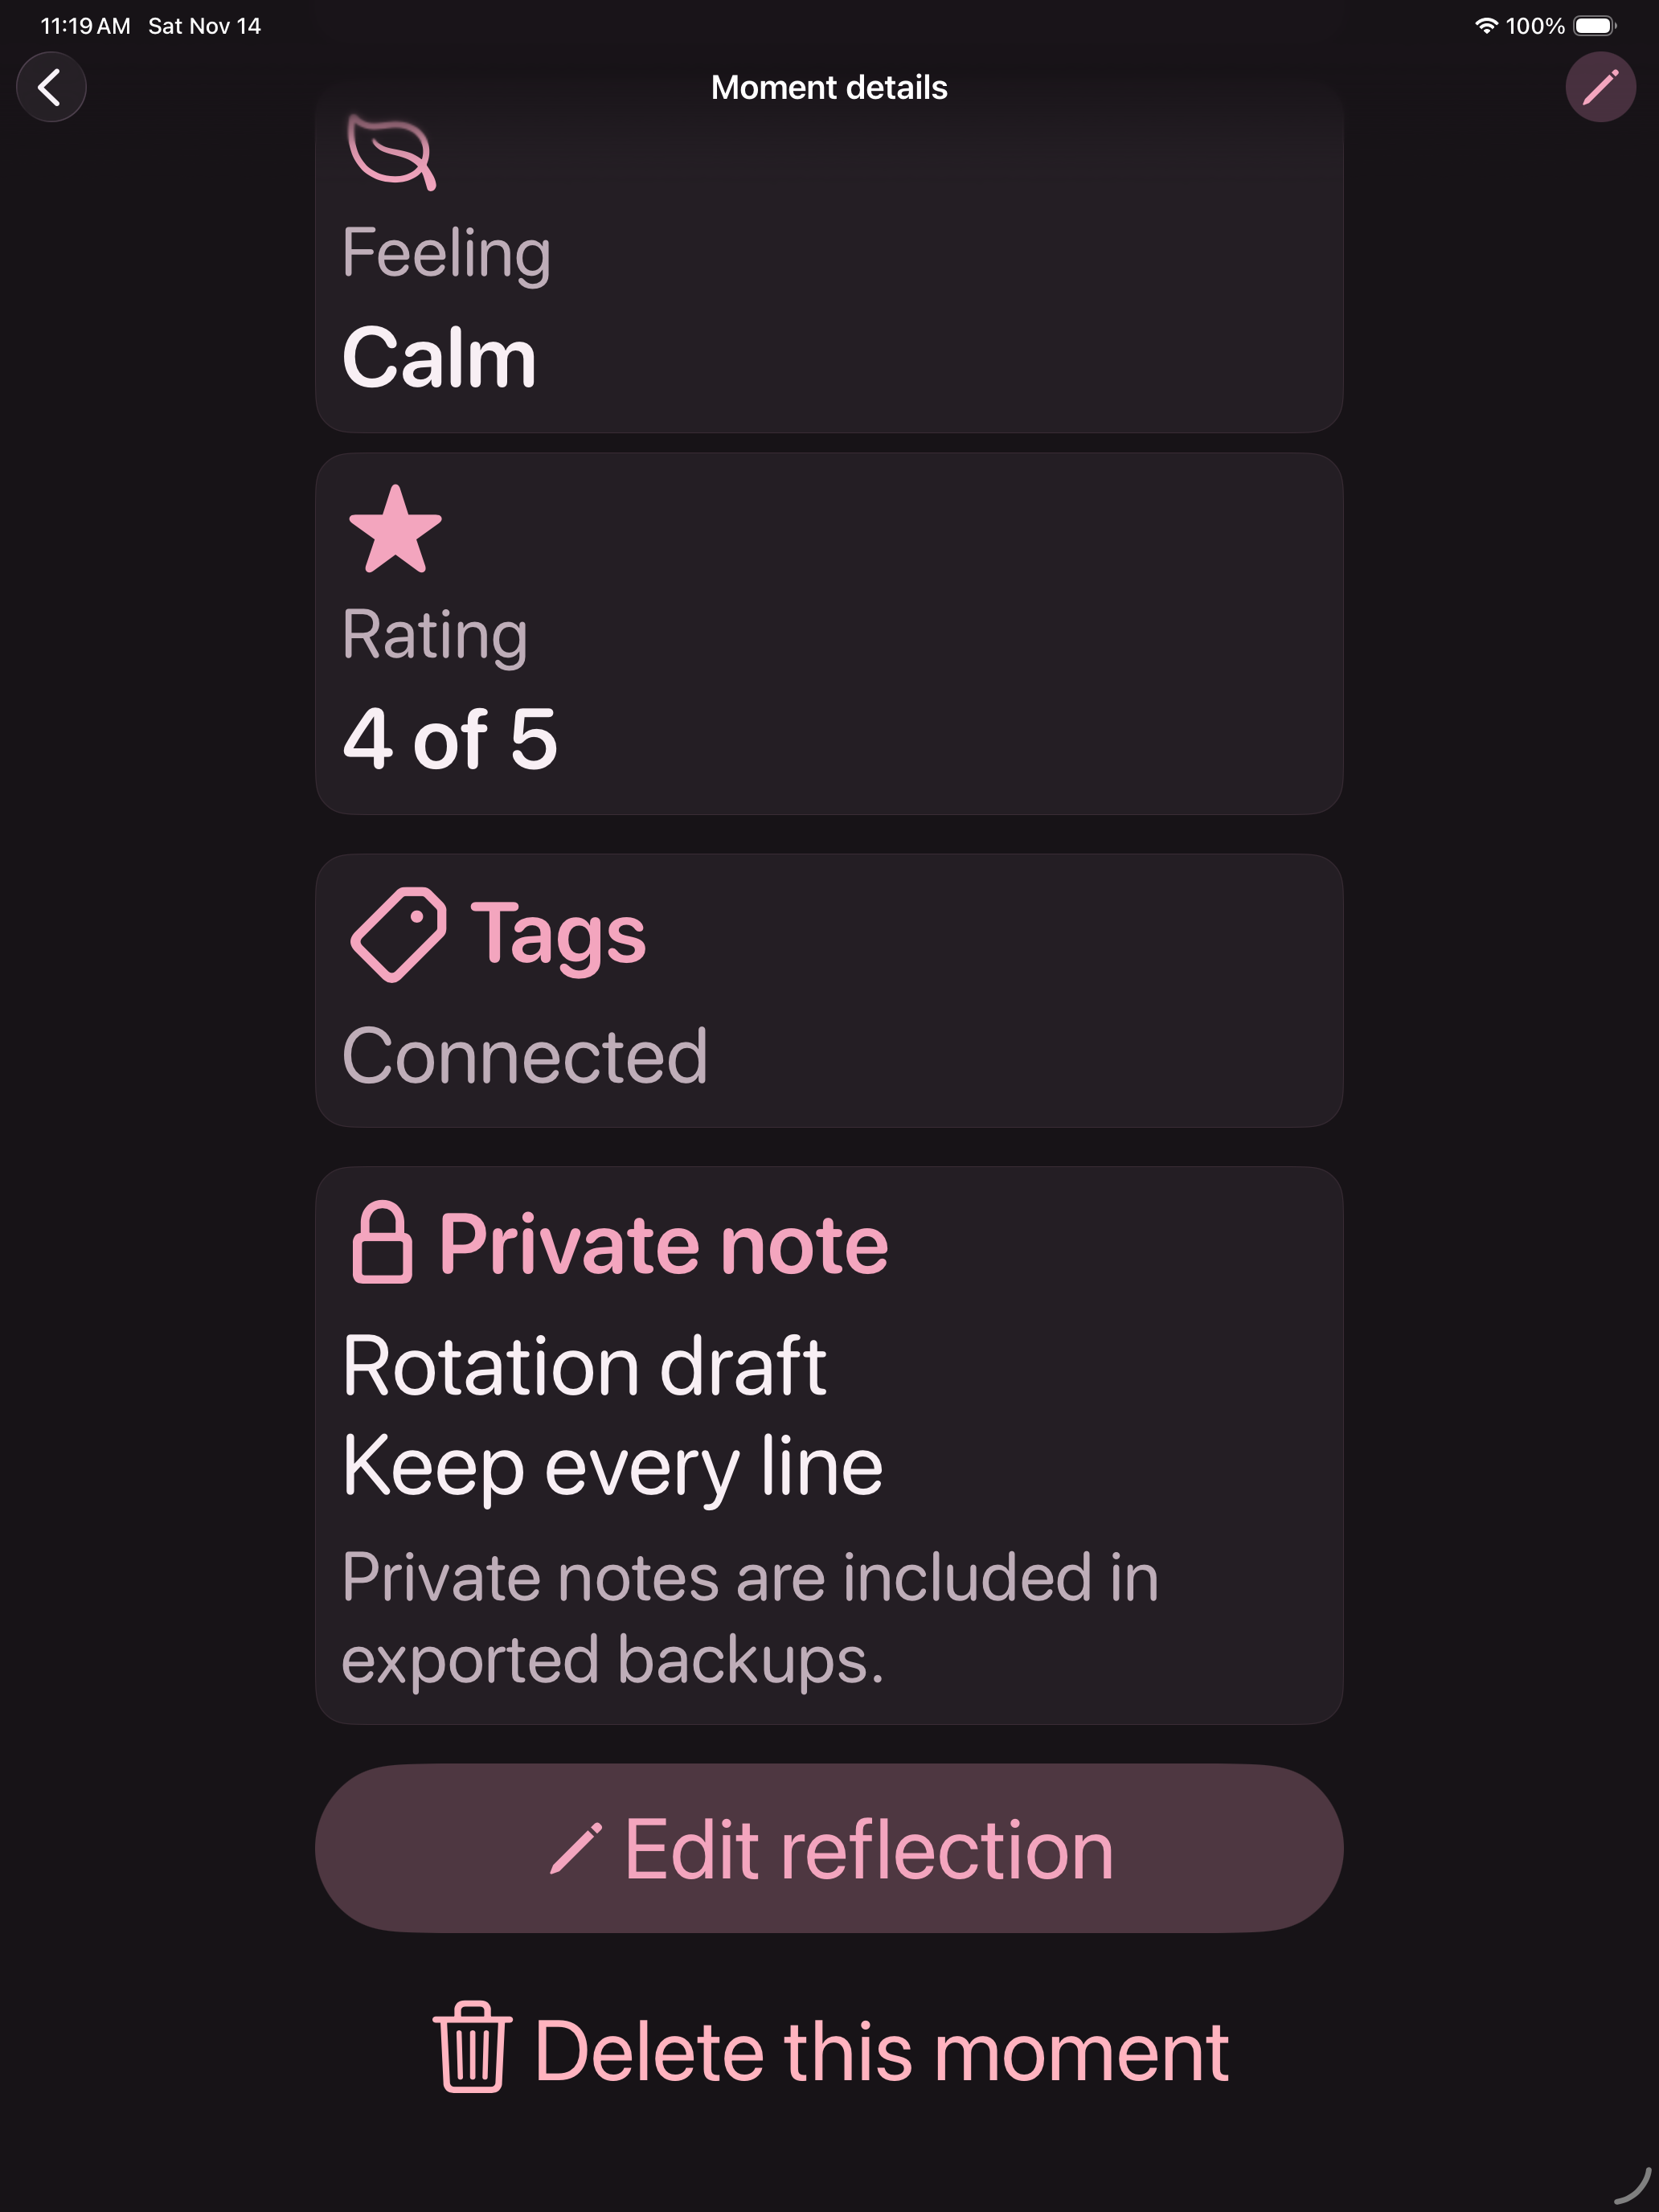 11:19 AM Sat Nov 14
100%
Moment details
Feeling
Calm
Rating
4 of 5
Tags
Connected
Private note
Rotation draft
Keep every line
Private notes are included in
exported backups.
Edit reflection
Delete this moment